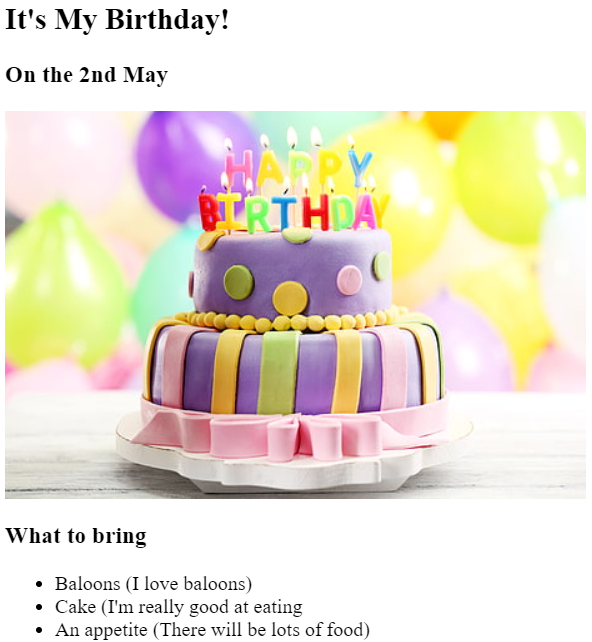 It's My Birthday!
On the 2nd May
HAPPY
BIRTHDAY
What to bring
Baloons (I love baloons)
Cake (I'm really good at eating
An appetite (There will be lots of food)